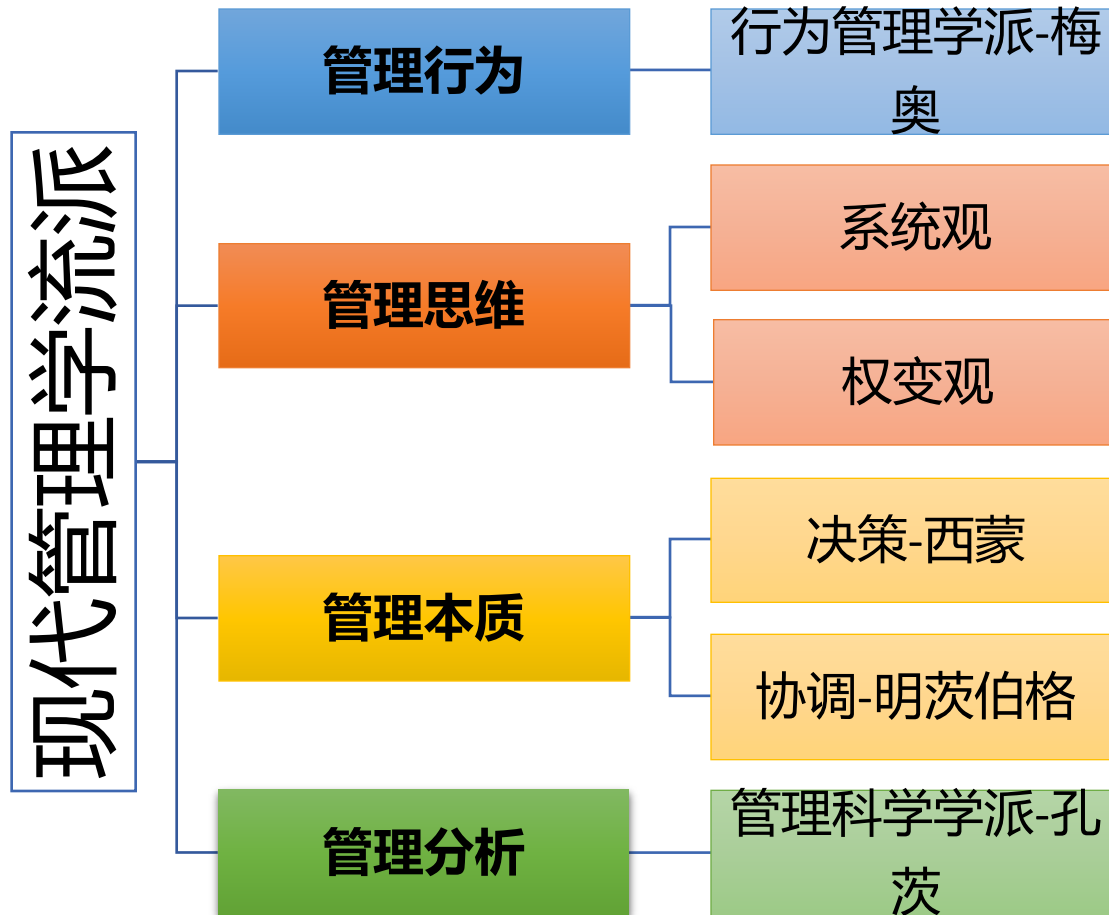 现代管理学流派
管理行为
行为管理学派-梅
奥
管理思维
系统观
权变观
管理本质
决策-西蒙
协调-明茨伯格
管理分析
管理科学学派-孔
茨